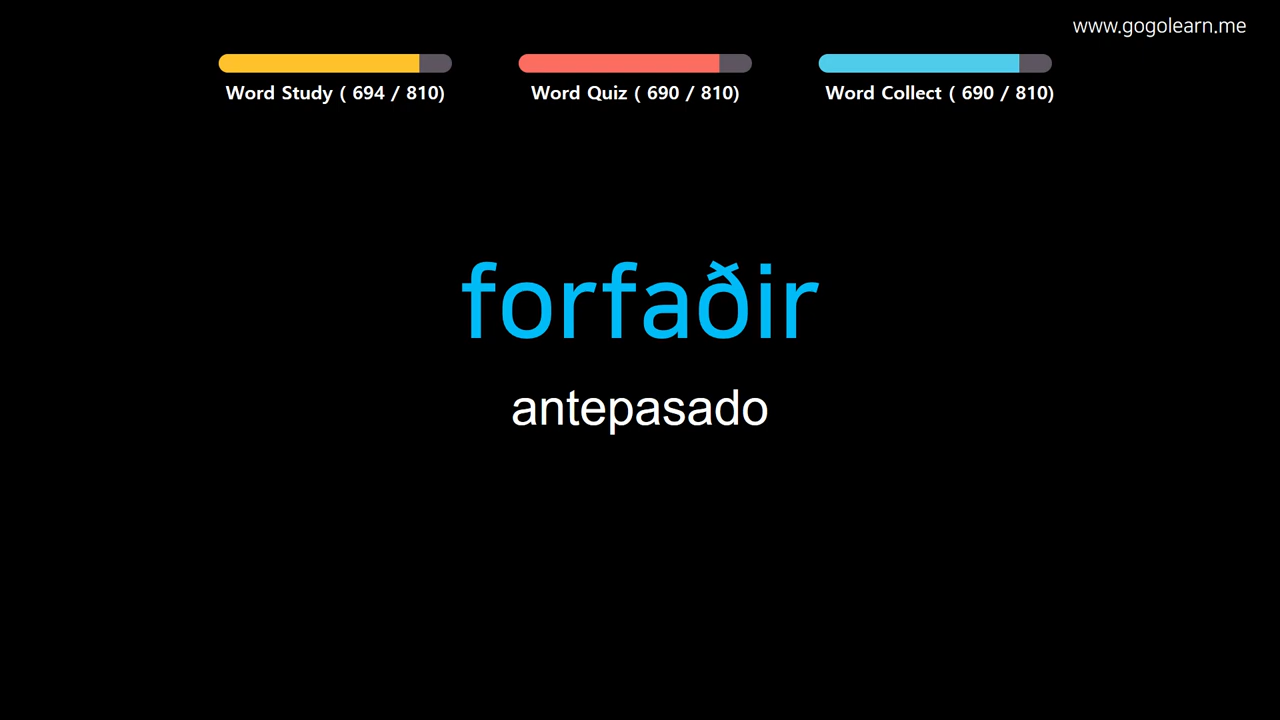 www.gogolearn.me
Word Study ( 694 / 810)
Word Quiz ( 690 / 810)
Word Collect ( 690 / 810)
forfaðir
antepasado